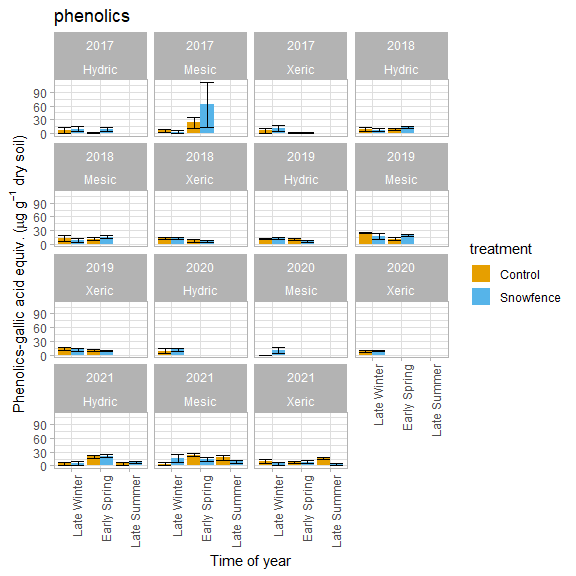 phenolics
2017 2017 2017 2018
Hydric Mesic Xeric Hydric
90
60
30
0
2018 2018 2019 2019
Mesic Xeric Hydric Mesic
90
60
30
0
2019 2020 2020 2020
Xeric Hydric Mesic Xeric
90
60
30
0
2021 2021 2021
Hydric Mesic Xeric
90
60
30
0
Late Winter Early Spring Late Summer
Late Winter Early Spring Late Summer
Late Winter Early Spring Late Summer
Late Winter Early Spring Late Summer
Time of year
Phenolics-gallic acid equiv. (μg g⁻¹ dry soil)
treatment
Control
Snowfence